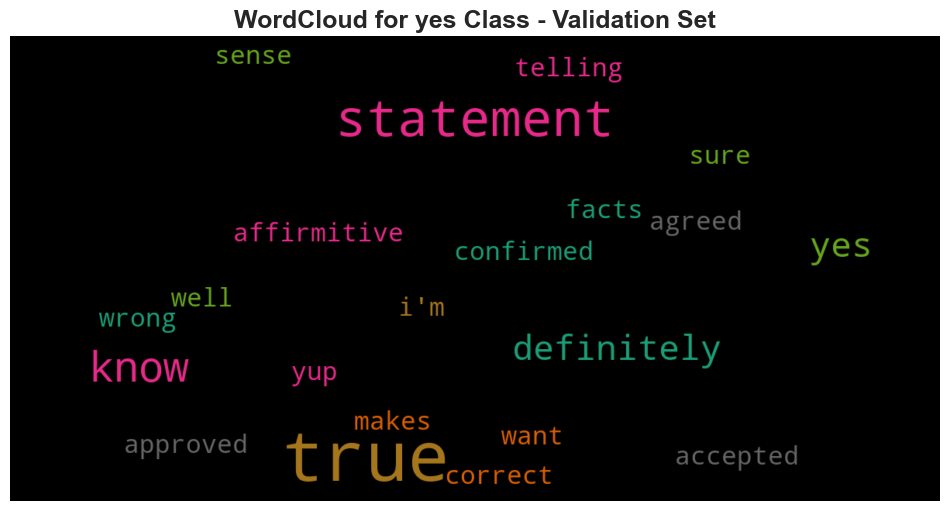 WordCloud for yes Class - Validation Set
sense
telling
statement
sure
facts
agreed
affirmitive
confirmed
yes
well
i'm
wrong
definitely
know
yup
makes
want
approved
true
accepted
correct